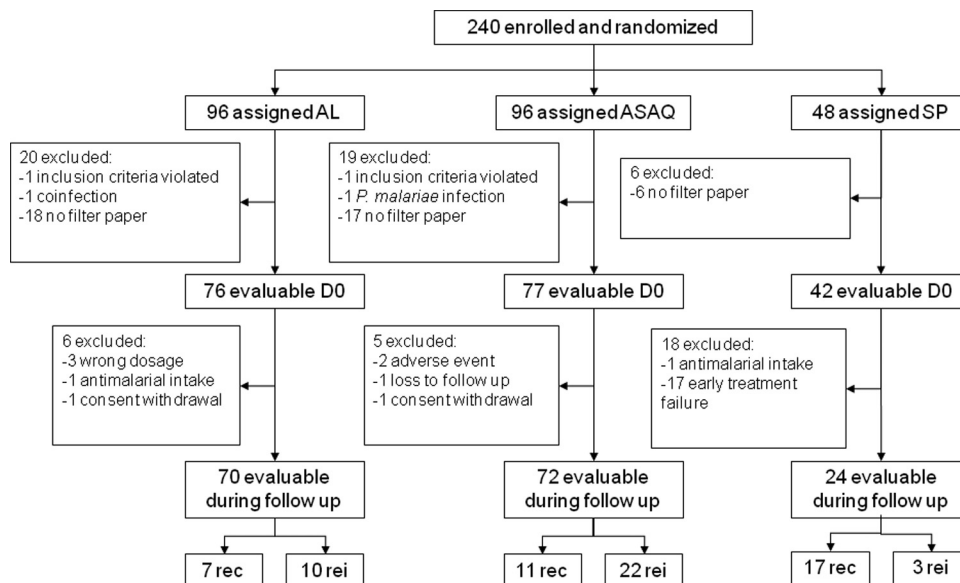 240 enrolled and randomized
96 assigned AL
96 assigned ASAQ
48 assigned SP
20 excluded:
-1 inclusion criteria violated
-1 coinfection
-18 no filter paper
19 excluded:
-1 inclusion criteria violated
-1 P. malariae infection
-17 no filter paper
6 excluded:
-6 no filter paper
76 evaluable D0
77 evaluable D0
42 evaluable D0
6 excluded:
-3 wrong dosage
-1 antimalarial intake
-1 consent withdrawal
5 excluded:
-2 adverse event
-1 loss to follow up
-1 consent withdrawal
18 excluded:
-1 antimalarial intake
-17 early treatment
failure
70 evaluable
during follow up
72 evaluable
during follow up
24 evaluable
during follow up
7 rec
10 rei
11 rec
22 rei
17 rec
3 rei